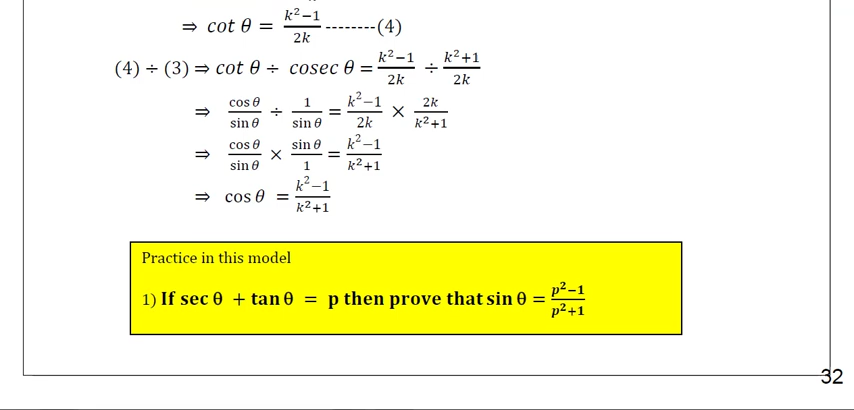 ⇒ cot θ = (k²−1)/(2k) --------(4)
(4) ÷ (3) ⇒ cot θ ÷ cosec θ = (k²−1)/(2k) ÷ (k²+1)/(2k)
⇒ cos θ/sin θ ÷ 1/sin θ = (k²−1)/(2k) × 2k/(k²+1)
⇒ cos θ/sin θ × sin θ/1 = (k²−1)/(k²+1)
⇒ cos θ = (k²−1)/(k²+1)
Practice in this model
1) If sec θ + tan θ = p then prove that sin θ = (p²−1)/(p²+1)
32